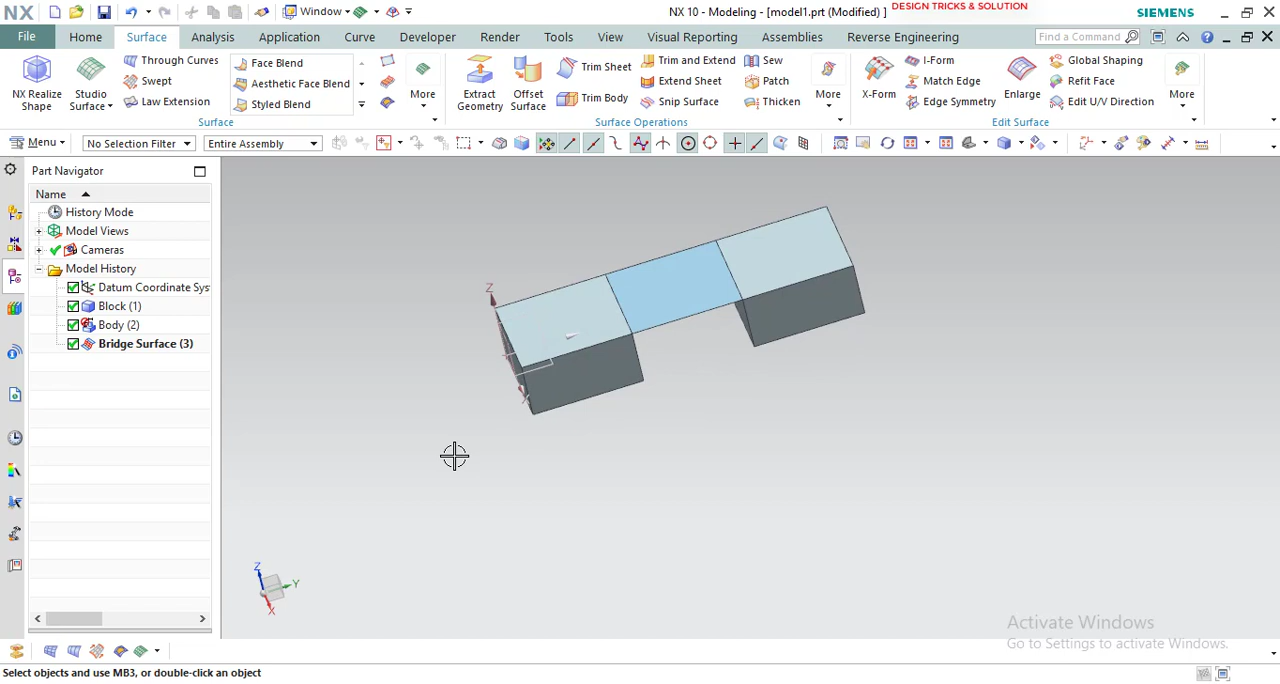 NX Window NX 10 - Modeling - [model1.prt (Modified) ] DESIGN TRICKS & SOLUTION SIEMENS
File Home Surface Analysis Application Curve Developer Render Tools View Visual Reporting Assemblies Reverse Engineering Find a Command
NX Realize Shape
Studio Surface
Through Curves
Swept
Law Extension
Face Blend
Aesthetic Face Blend
Styled Blend
More
Surface
Extract Geometry
Offset Surface
Trim Sheet
Trim Body
Trim and Extend
Extend Sheet
Snip Surface
Sew
Patch
Thicken
More
Surface Operations
X-Form
I-Form
Match Edge
Edge Symmetry
Enlarge
Global Shaping
Refit Face
Edit U/V Direction
More
Edit Surface
Menu No Selection Filter Entire Assembly
Part Navigator
Name
History Mode
Model Views
Cameras
Model History
Datum Coordinate Sys
Block (1)
Body (2)
Bridge Surface (3)
Z
Z
Y
X
Activate Windows
Go to Settings to activate Windows.
Select objects and use MB3, or double-click an object